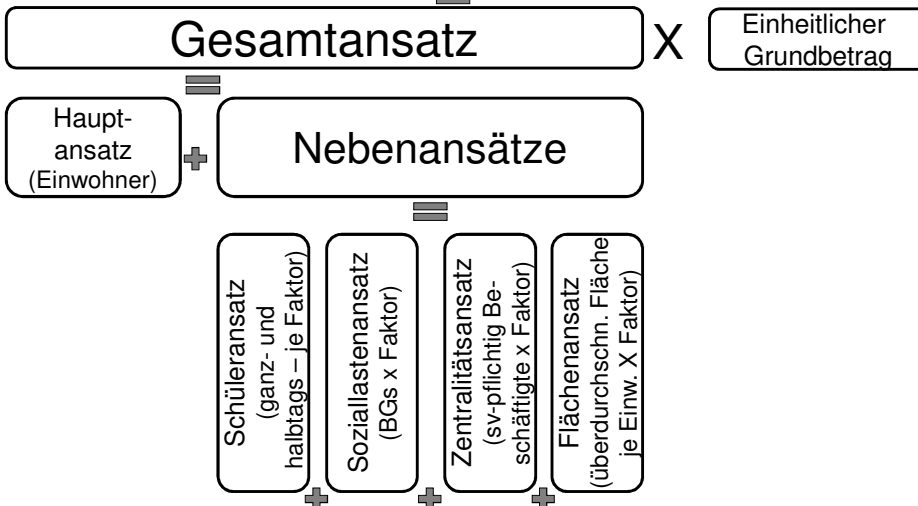 Gesamtansatz
X
Einheitlicher
Grundbetrag
Haupt-
ansatz
(Einwohner)
Nebenansätze
Schüleransatz
(ganz- und
halbtags – je Faktor)
Soziallastenansatz
(BGs x Faktor)
Zentralitätsansatz
(sv-pflichtig Be-
schäftigte x Faktor)
Flächenansatz
(überdurchschn. Fläche
je Einw. X Faktor)